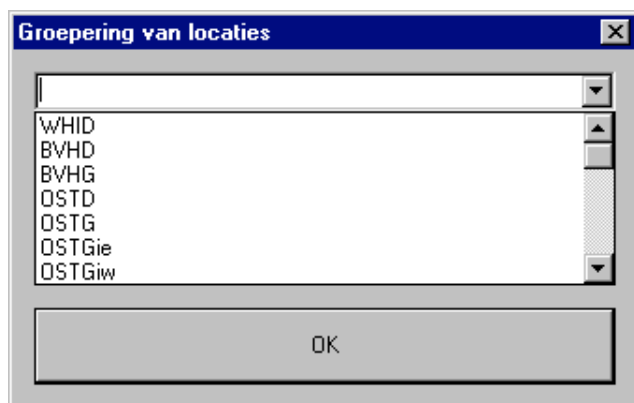 Groepering van locaties
WHID
BVHD
BVHG
OSTD
OSTG
OSTGie
OSTGiw
OK